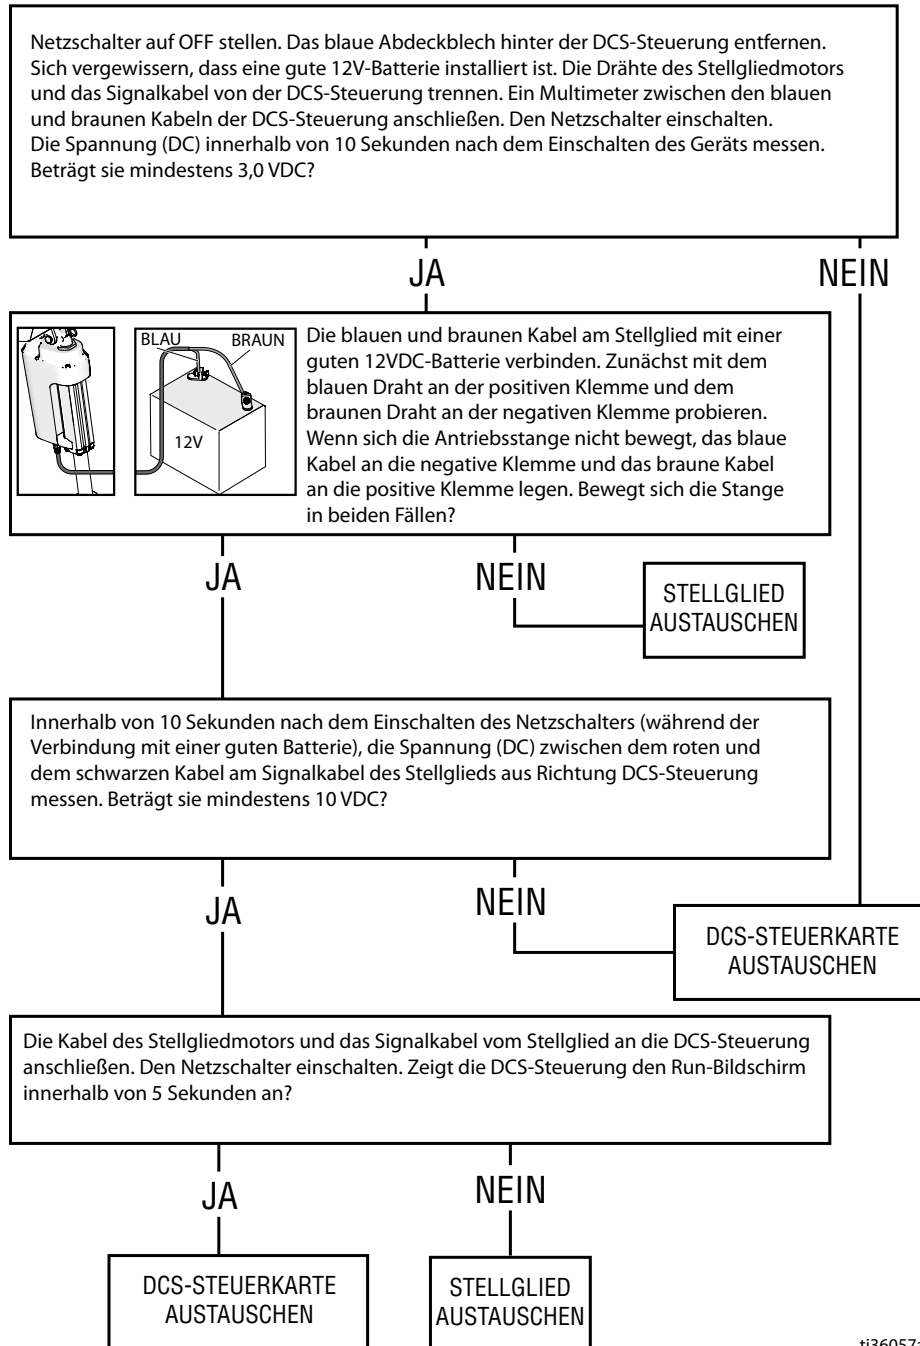 Netzschalter auf OFF stellen. Das blaue Abdeckblech hinter der DCS-Steuerung entfernen.
Sich vergewissern, dass eine gute 12V-Batterie installiert ist. Die Drähte des Stellgliedmotors
und das Signalkabel von der DCS-Steuerung trennen. Ein Multimeter zwischen den blauen
und braunen Kabeln der DCS-Steuerung anschließen. Den Netzschalter einschalten.
Die Spannung (DC) innerhalb von 10 Sekunden nach dem Einschalten des Geräts messen.
Beträgt sie mindestens 3,0 VDC?
JA
NEIN
BLAU
BRAUN
12V
Die blauen und braunen Kabel am Stellglied mit einer
guten 12VDC-Batterie verbinden. Zunächst mit dem
blauen Draht an der positiven Klemme und dem
braunen Draht an der negativen Klemme probieren.
Wenn sich die Antriebsstange nicht bewegt, das blaue
Kabel an die negative Klemme und das braune Kabel
an die positive Klemme legen. Bewegt sich die Stange
in beiden Fällen?
JA
NEIN
STELLGLIED
AUSTAUSCHEN
Innerhalb von 10 Sekunden nach dem Einschalten des Netzschalters (während der
Verbindung mit einer guten Batterie), die Spannung (DC) zwischen dem roten und
dem schwarzen Kabel am Signalkabel des Stellglieds aus Richtung DCS-Steuerung
messen. Beträgt sie mindestens 10 VDC?
JA
NEIN
DCS-STEUERKARTE
AUSTAUSCHEN
Die Kabel des Stellgliedmotors und das Signalkabel vom Stellglied an die DCS-Steuerung
anschließen. Den Netzschalter einschalten. Zeigt die DCS-Steuerung den Run-Bildschirm
innerhalb von 5 Sekunden an?
JA
NEIN
DCS-STEUERKARTE
AUSTAUSCHEN
STELLGLIED
AUSTAUSCHEN
ti36057a